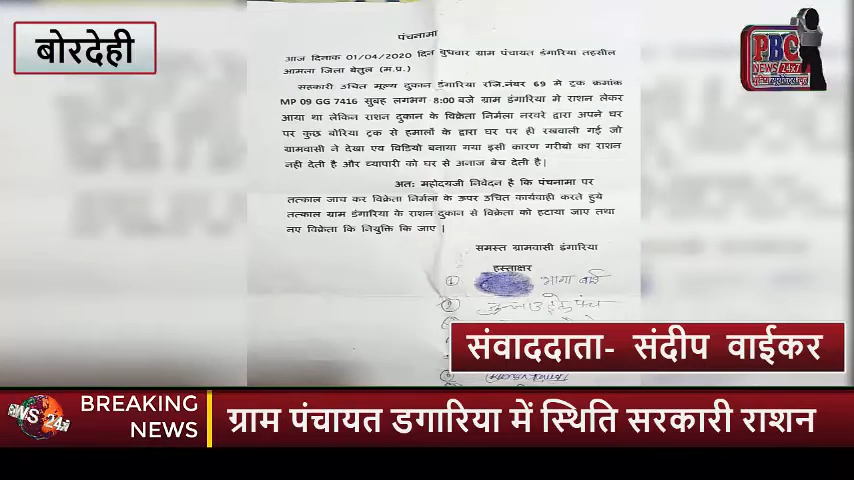 बोरदेही
PBC
NEWS 24x7
पंचनामा
आज दिनाक 01/04/2020 दिन बुधवार ग्राम पंचायत डंगारिया तहसील
आमला जिला बेतुल (म.प्र.)
सहकारी उचित मूल्य दुकान डंगारिया रजि.नंबर 69 मे ट्रक क्रमांक
MP 09 GG 7416 सुबह लगभग 8:00 बजे ग्राम डंगारिया मे राशन लेकर
आया था लेकिन राशन दुकान के विक्रेता निर्मला नरवरे द्वारा अपने घर
पर कुछ बोरिया ट्रक से हमालों के द्वारा घर पर ही रखवाली गई जो
ग्रामवासी ने देखा एव विडियो बनाया गया इसी कारण गरीबो का राशन
नही देती है और व्यापारी को घर से अनाज बेच देती है|
अत: महोदयजी निवेदन है कि पंचनामा पर
तत्काल जाच कर विक्रेता निर्मला के ऊपर उचित कार्यवाही करते हुये
तत्काल ग्राम डंगारिया के राशन दुकान से विक्रेता को हटाया जाए तथा
नए विक्रेता कि नियुक्ति कि जाए |
समस्त ग्रामवासी डंगारिया
हस्ताक्षर
1 भागा बाई
2
संवाददाता- संदीप वाईकर
NEWS 24x7
BREAKING
NEWS
ग्राम पंचायत डगारिया में स्थिति सरकारी राशन